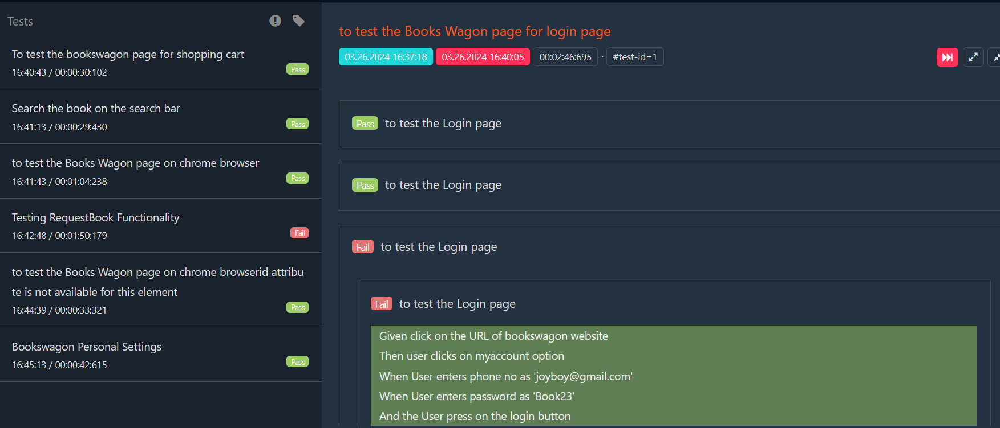 Tests
To test the bookswagon page for shopping cart
16:40:43 / 00:00:30:102
Pass
Search the book on the search bar
16:41:13 / 00:00:29:430
Pass
to test the Books Wagon page on chrome browser
16:41:43 / 00:01:04:238
Pass
Testing RequestBook Functionality
16:42:48 / 00:01:50:179
Fail
to test the Books Wagon page on chrome browserid attribu
te is not available for this element
16:44:39 / 00:00:33:321
Pass
Bookswagon Personal Settings
16:45:13 / 00:00:42:615
Pass
to test the Books Wagon page for login page
03.26.2024 16:37:18 03.26.2024 16:40:05 00:02:46:695 · #test-id=1
Pass to test the Login page
Pass to test the Login page
Fail to test the Login page
Fail to test the Login page
Given click on the URL of bookswagon website
Then user clicks on myaccount option
When User enters phone no as 'joyboy@gmail.com'
When User enters password as 'Book23'
And the User press on the login button